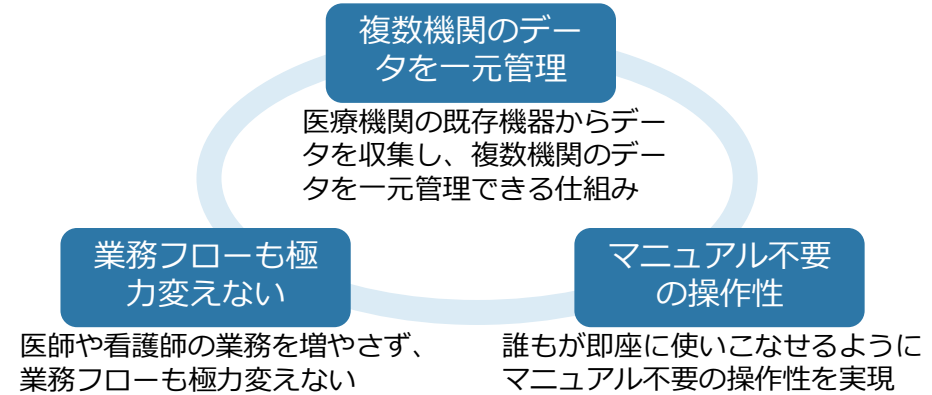 複数機関のデー
タを一元管理
医療機関の既存機器からデー
タを収集し、複数機関のデー
タを一元管理できる仕組み
業務フローも極
力変えない
医師や看護師の業務を増やさず、
業務フローも極力変えない
マニュアル不要
の操作性
誰もが即座に使いこなせるように
マニュアル不要の操作性を実現